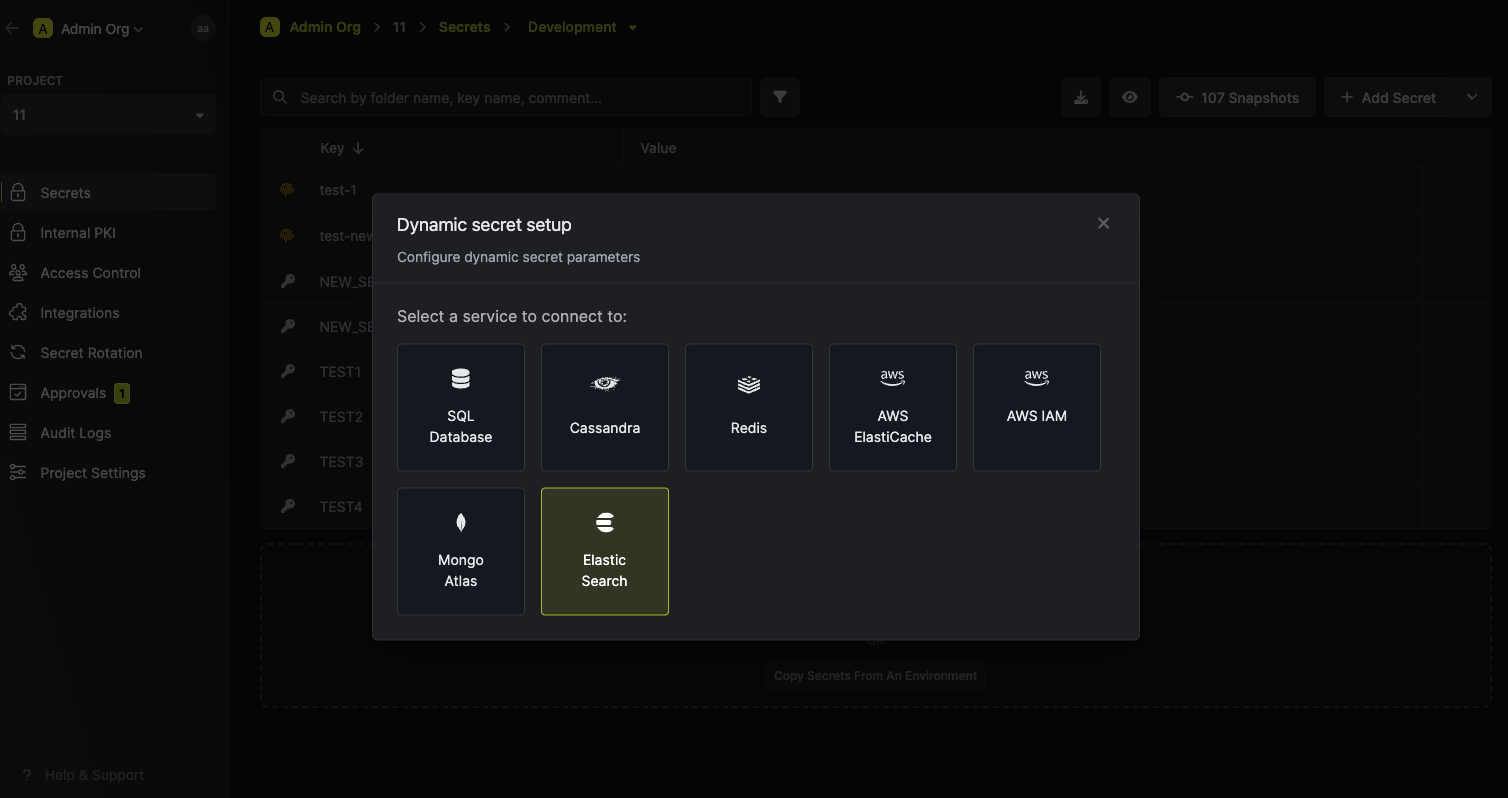 A Admin Org aa
PROJECT
11
Secrets
Internal PKI
Access Control
Integrations
Secret Rotation
Approvals 1
Audit Logs
Project Settings
? Help & Support
A Admin Org > 11 > Secrets > Development
Search by folder name, key name, comment...
107 Snapshots
+ Add Secret
Key Value
test-1
test-new
NEW_SE
NEW_SE
TEST1
TEST2
TEST3
TEST4
Dynamic secret setup
Configure dynamic secret parameters
Select a service to connect to:
SQL
Database
Cassandra
Redis
aws
AWS
ElastiCache
aws
AWS IAM
Mongo
Atlas
Elastic
Search
OR
Copy Secrets From An Environment